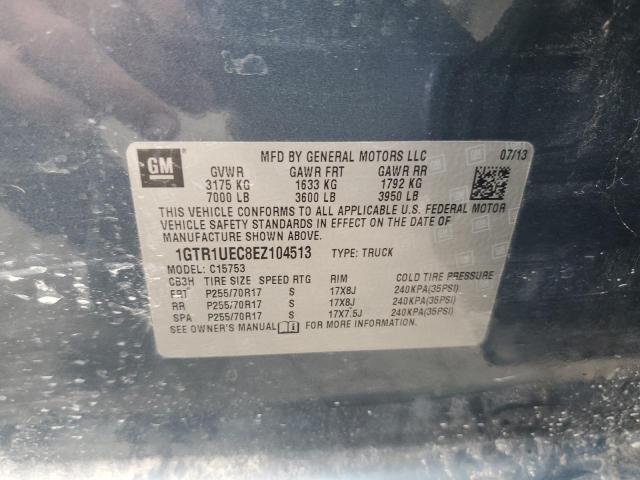 MFD BY GENERAL MOTORS LLC 07/13
GM
GVWR GAWR FRT GAWR RR
3175 KG 1633 KG 1792 KG
7000 LB 3600 LB 3950 LB
THIS VEHICLE CONFORMS TO ALL APPLICABLE U.S. FEDERAL MOTOR
VEHICLE SAFETY STANDARDS IN EFFECT ON THE DATE OF
MANUFACTURE SHOWN ABOVE.
1GTR1UEC8EZ104513 TYPE: TRUCK
MODEL: C15753
CB3H TIRE SIZE SPEED RTG RIM COLD TIRE PRESSURE
FRT P255/70R17 S 17X8J 240KPA(35PSI)
RR P255/70R17 S 17X8J 240KPA(35PSI)
SPA P255/70R17 S 17X7.5J 240KPA(35PSI)
SEE OWNER'S MANUAL FOR MORE INFORMATION.